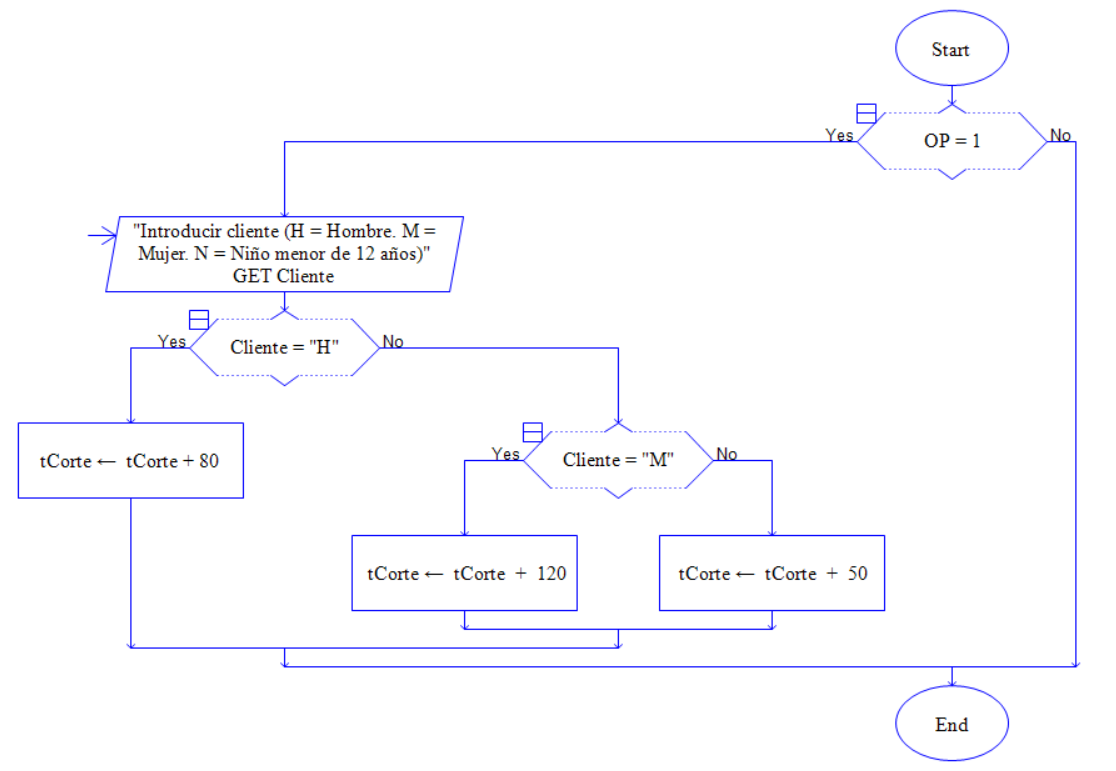 Start
OP = 1
Yes
No
"Introducir cliente (H = Hombre. M =
Mujer. N = Niño menor de 12 años)"
GET Cliente
Cliente = "H"
Yes
No
tCorte ← tCorte + 80
Cliente = "M"
Yes
No
tCorte ← tCorte + 120
tCorte ← tCorte + 50
End